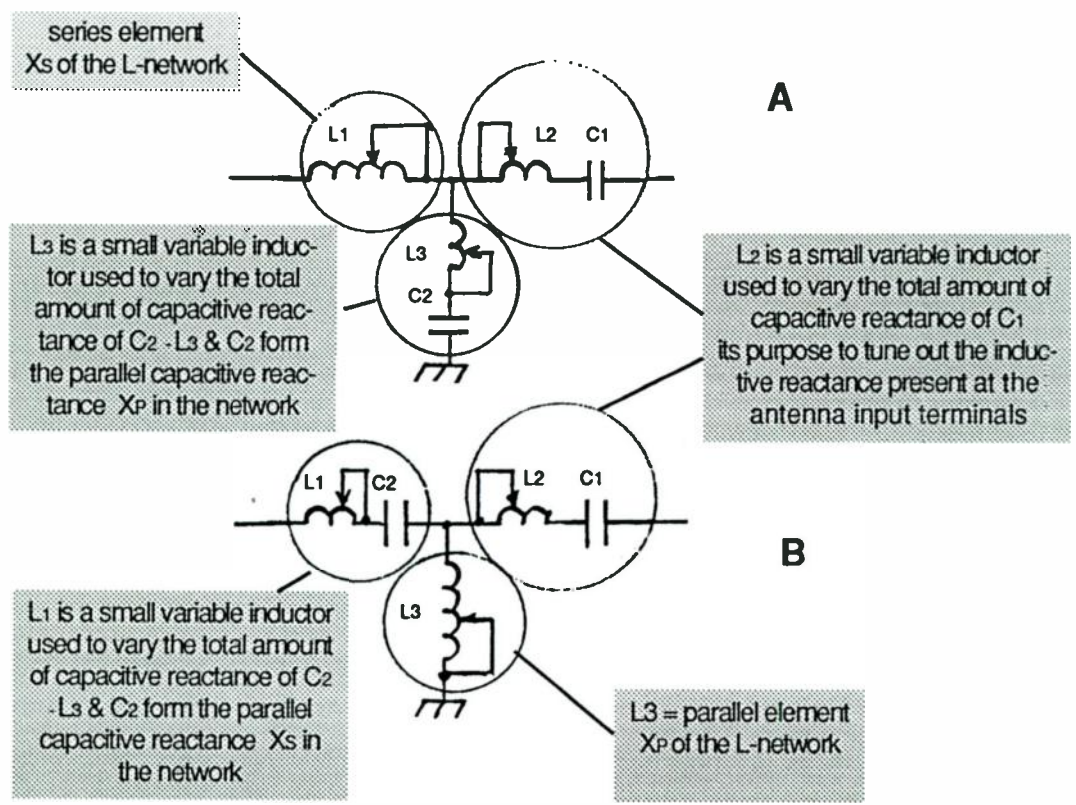 series element
Xs of the L-network
A
L1
L2
C1
L3 is a small variable induc-
tor used to vary the total
amount of capacitive reac-
tance of C2 - L3 & C2 form
the parallel capacitive reac-
tance XP in the network
L3
C2
L2 is a small variable inductor
used to vary the total amount of
capacitive reactance of C1
its purpose to tune out the induc-
tive reactance present at the
antenna input terminals
L1
C2
L2
C1
B
L3
L1 is a small variable inductor
used to vary the total amount
of capacitive reactance of C2
- L3 & C2 form the parallel
capacitive reactance Xs in
the network
L3 = parallel element
XP of the L-network